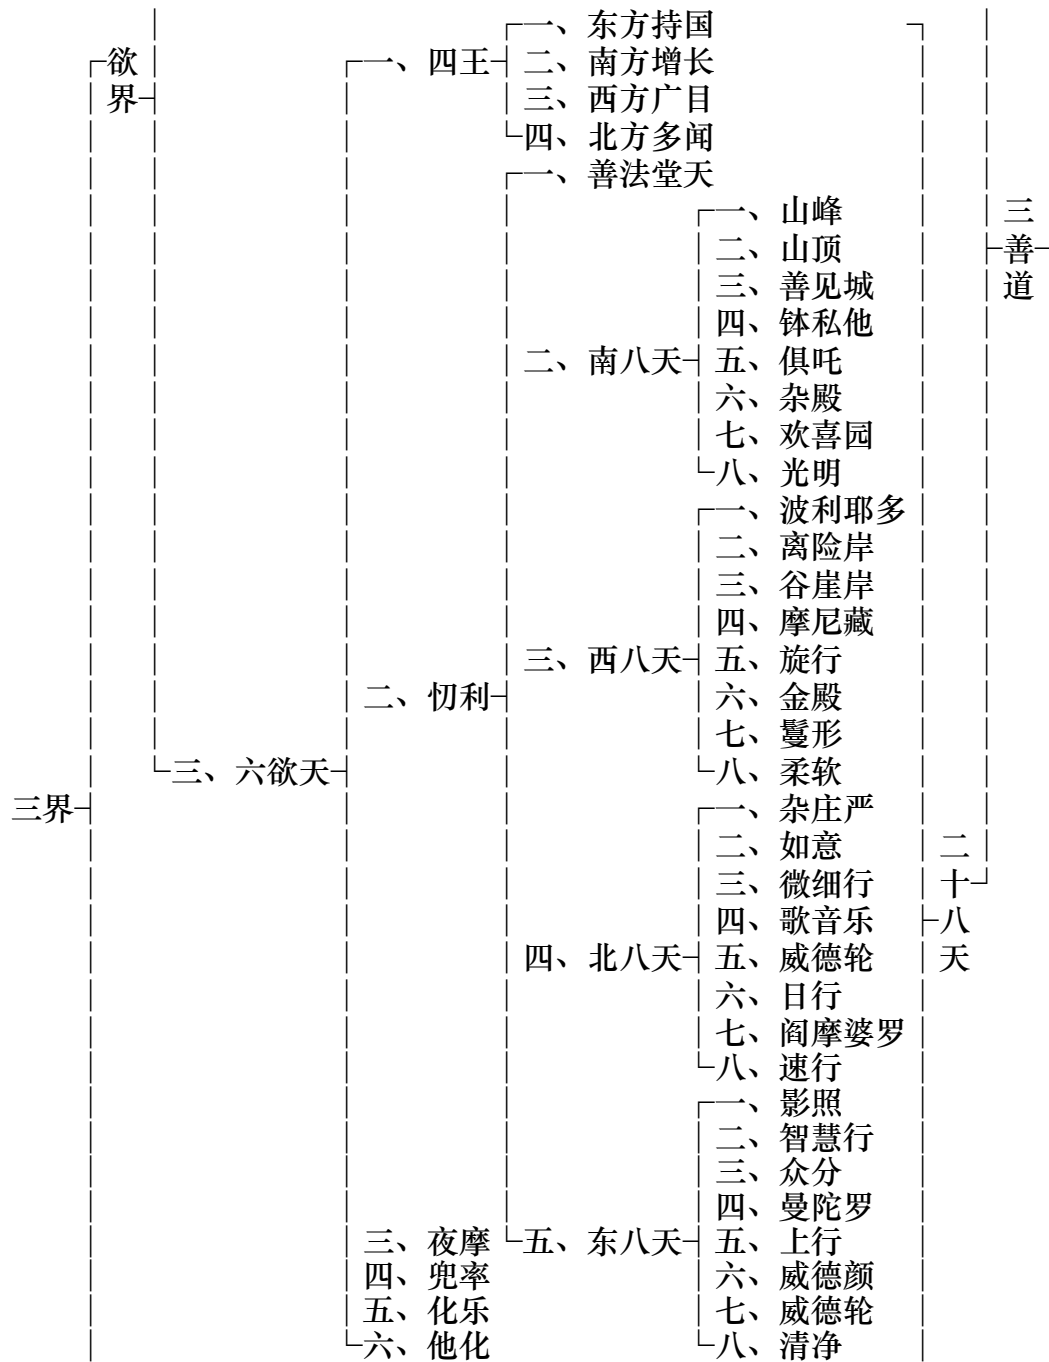 一、东方持国
欲 一、四王 二、南方增长
界 三、西方广目
四、北方多闻
一、善法堂天
一、山峰 三
二、山顶 善
三、善见城 道
四、钵私他
二、南八天 五、俱吒
六、杂殿
七、欢喜园
八、光明
一、波利耶多
二、离险岸
三、谷崖岸
四、摩尼藏
三、西八天 五、旋行
二、忉利 六、金殿
七、鬘形
三、六欲天 八、柔软
三界 一、杂庄严
二、如意 二
三、微细行 十
四、歌音乐 八
四、北八天 五、威德轮 天
六、日行
七、阎摩婆罗
八、速行
一、影照
二、智慧行
三、众分
四、曼陀罗
三、夜摩 五、东八天 五、上行
四、兜率 六、威德颜
五、化乐 七、威德轮
六、他化 八、清净